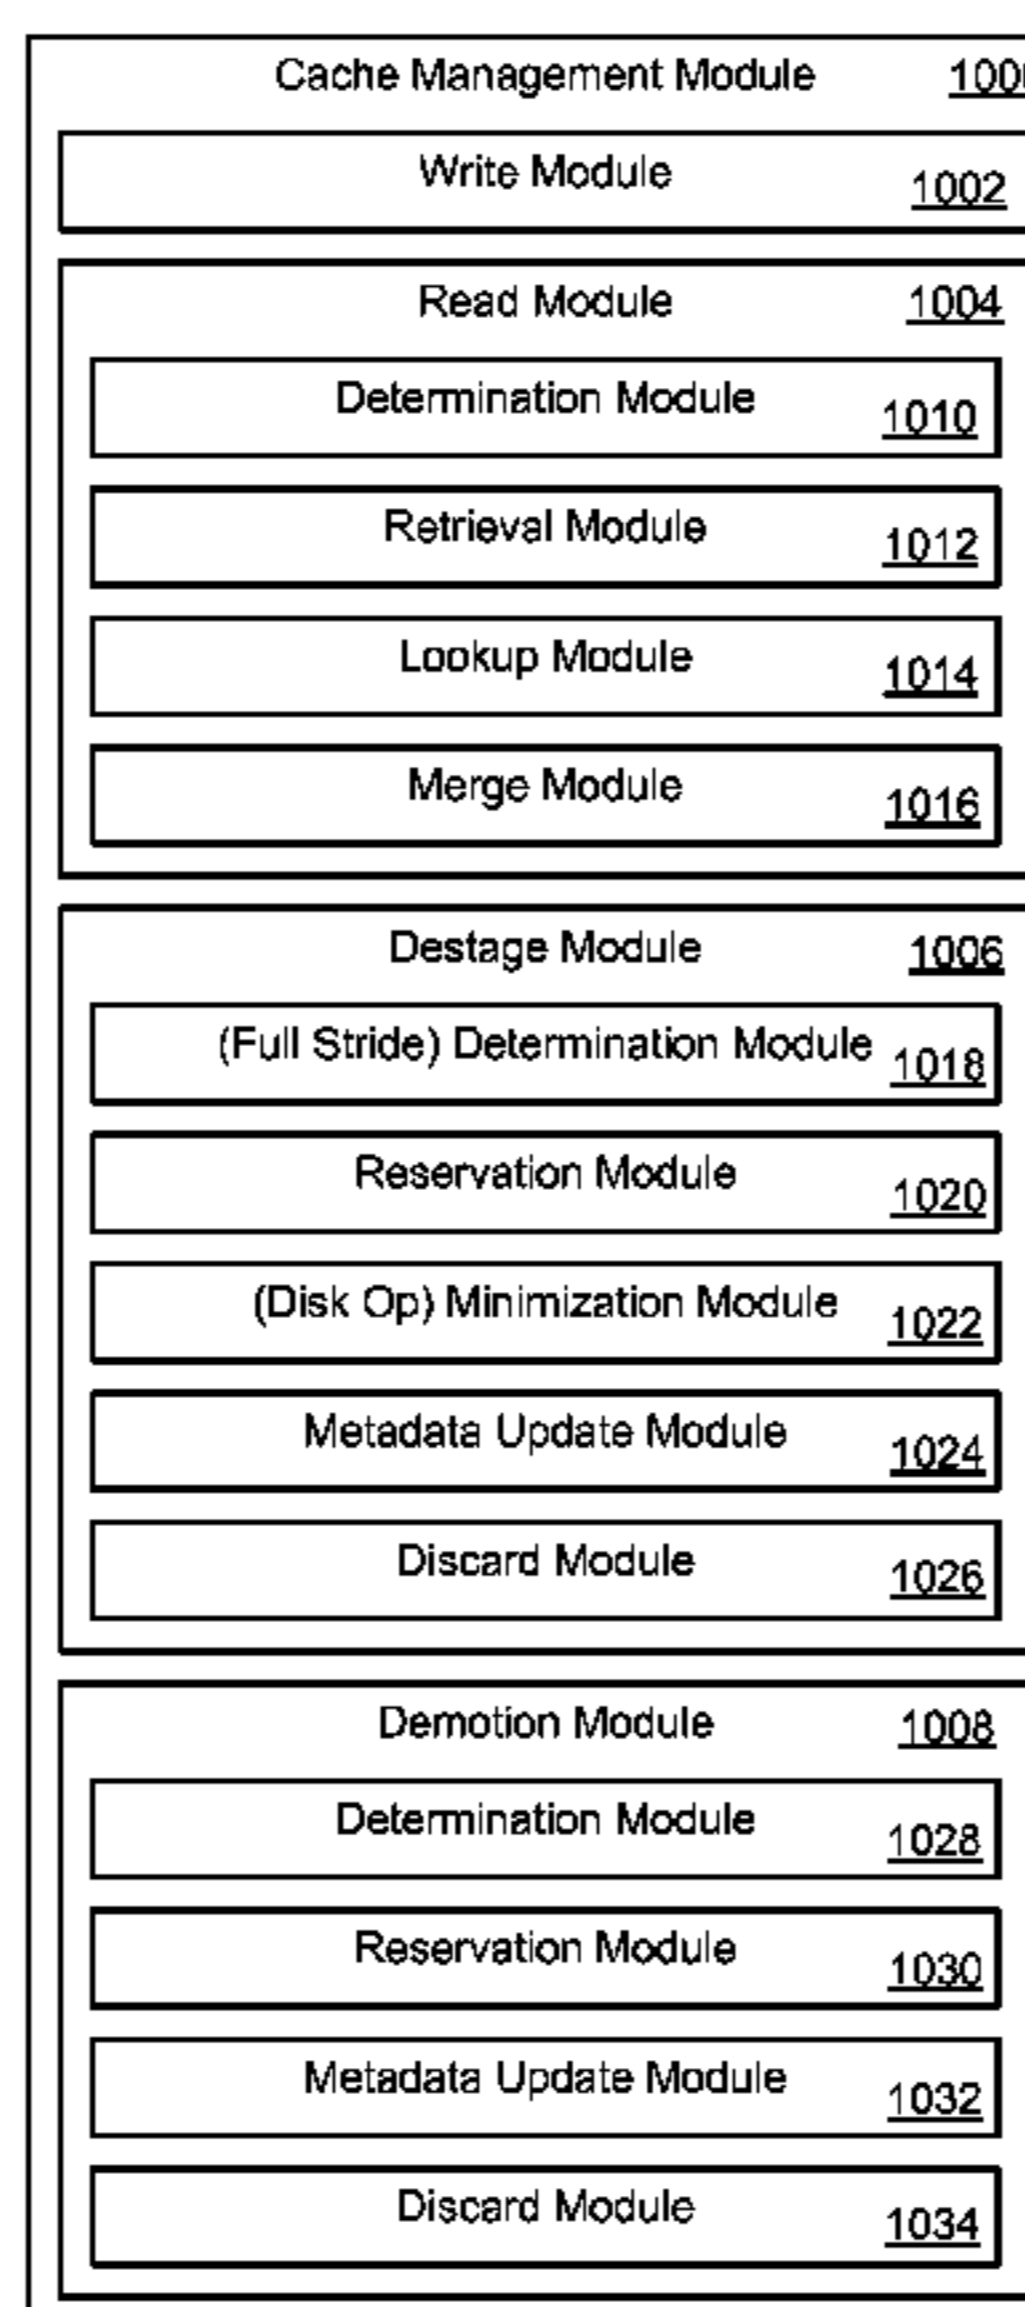 Cache Management Module 1000
Write Module 1002
Read Module 1004
Determination Module 1010
Retrieval Module 1012
Lookup Module 1014
Merge Module 1016
Destage Module 1006
(Full Stride) Determination Module 1018
Reservation Module 1020
(Disk Op) Minimization Module 1022
Metadata Update Module 1024
Discard Module 1026
Demotion Module 1008
Determination Module 1028
Reservation Module 1030
Metadata Update Module 1032
Discard Module 1034